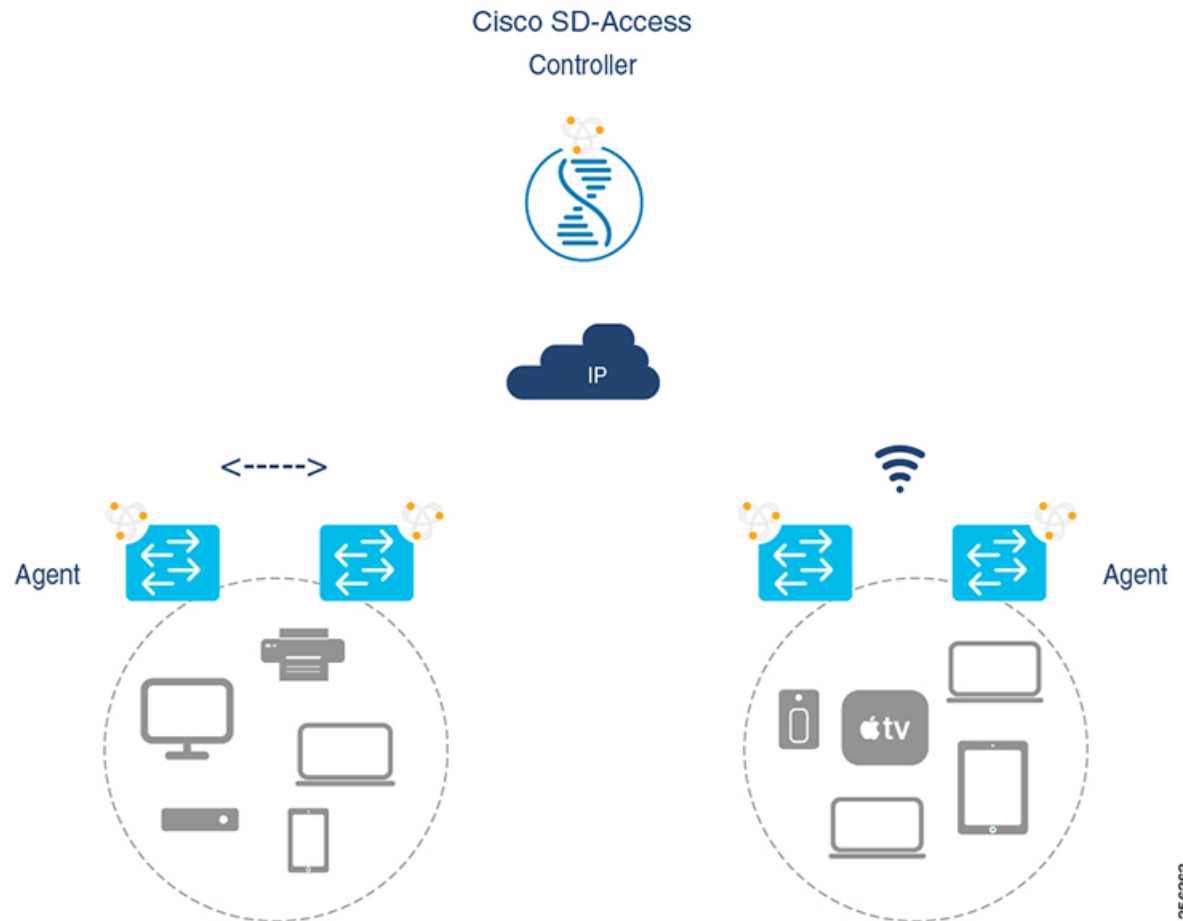 Cisco SD-Access
Controller
IP
<----->
Agent
Agent
tv